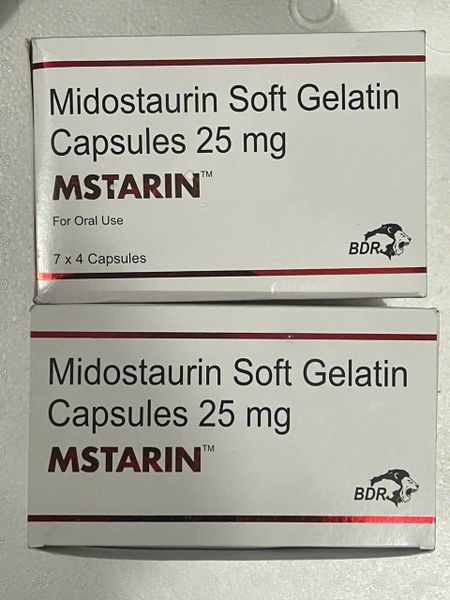 Midostaurin Soft Gelatin
Capsules 25 mg
MSTARIN™
For Oral Use
7 x 4 Capsules
BDR
Midostaurin Soft Gelatin
Capsules 25 mg
MSTARIN™
BDR